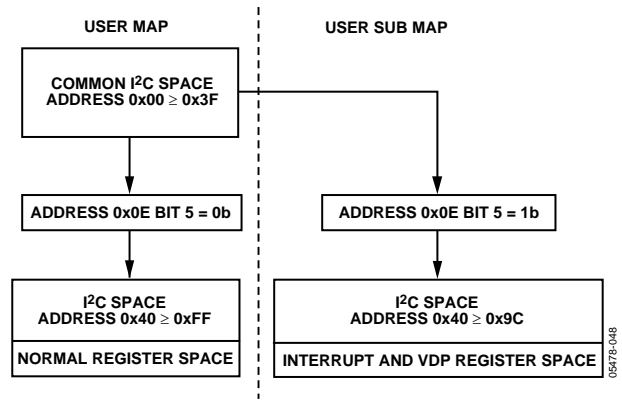 USER MAP
USER SUB MAP
COMMON I²C SPACE
ADDRESS 0x00 ≥ 0x3F
ADDRESS 0x0E BIT 5 = 0b
ADDRESS 0x0E BIT 5 = 1b
I²C SPACE
ADDRESS 0x40 ≥ 0xFF
NORMAL REGISTER SPACE
I²C SPACE
ADDRESS 0x40 ≥ 0x9C
INTERRUPT AND VDP REGISTER SPACE
05478-048